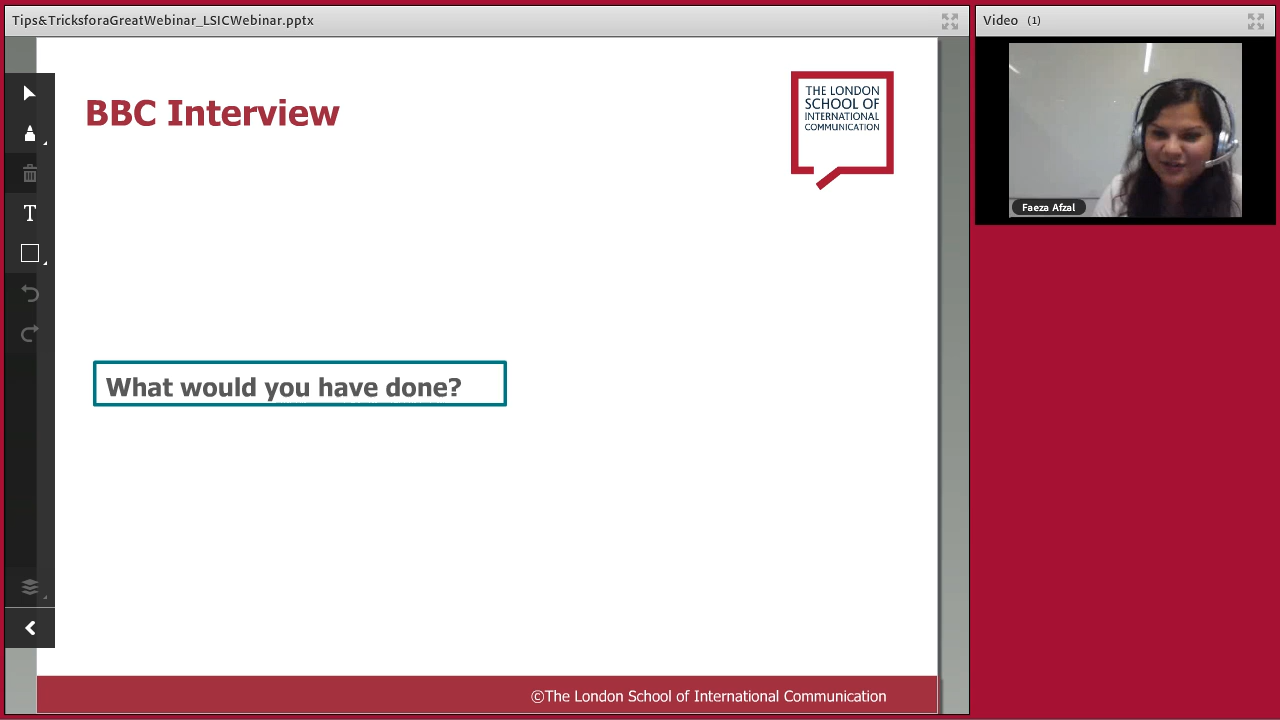 Tips&TricksforaGreatWebinar_LSICWebinar.pptx
Video (1)
BBC Interview
THE LONDON
SCHOOL OF
INTERNATIONAL
COMMUNICATION
T
Faeza Afzal
What would you have done?
©The London School of International Communication